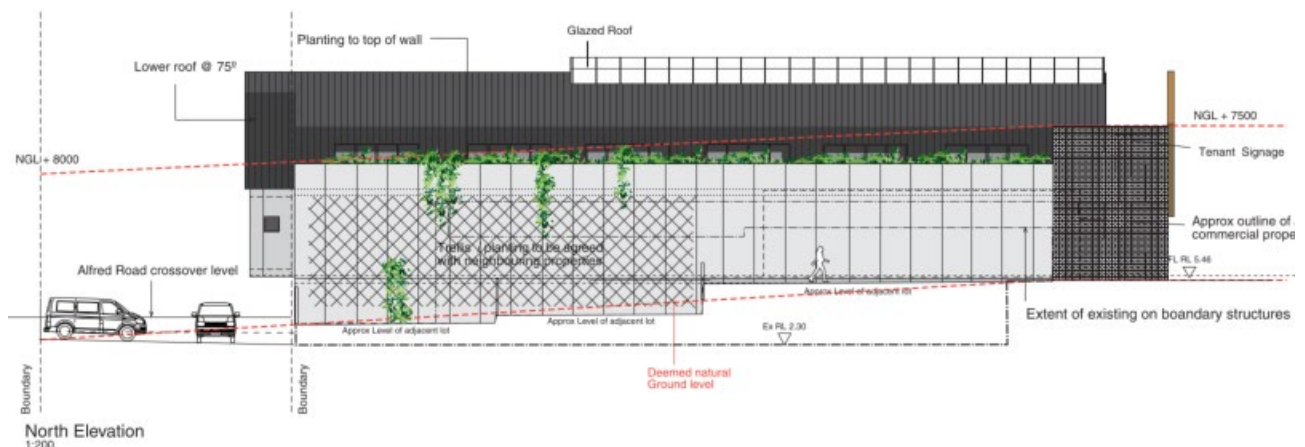 Glazed Roof
Planting to top of wall
Lower roof @ 75º
NGL + 8000
NGL + 7500
Tenant Signage
Approx outline of
commercial prope
Trellis
planting to be agreed
with neighbouring properties
Alfred Road crossover level
FL RL 5.46
Approx Level of adjacent lot
Approx Level of adjacent lot
Approx Level of adjacent lot
Extent of existing on boandary structures
Ex RL 2.30
Deemed natural
Ground level
Boundary
Boundary
North Elevation
1:200